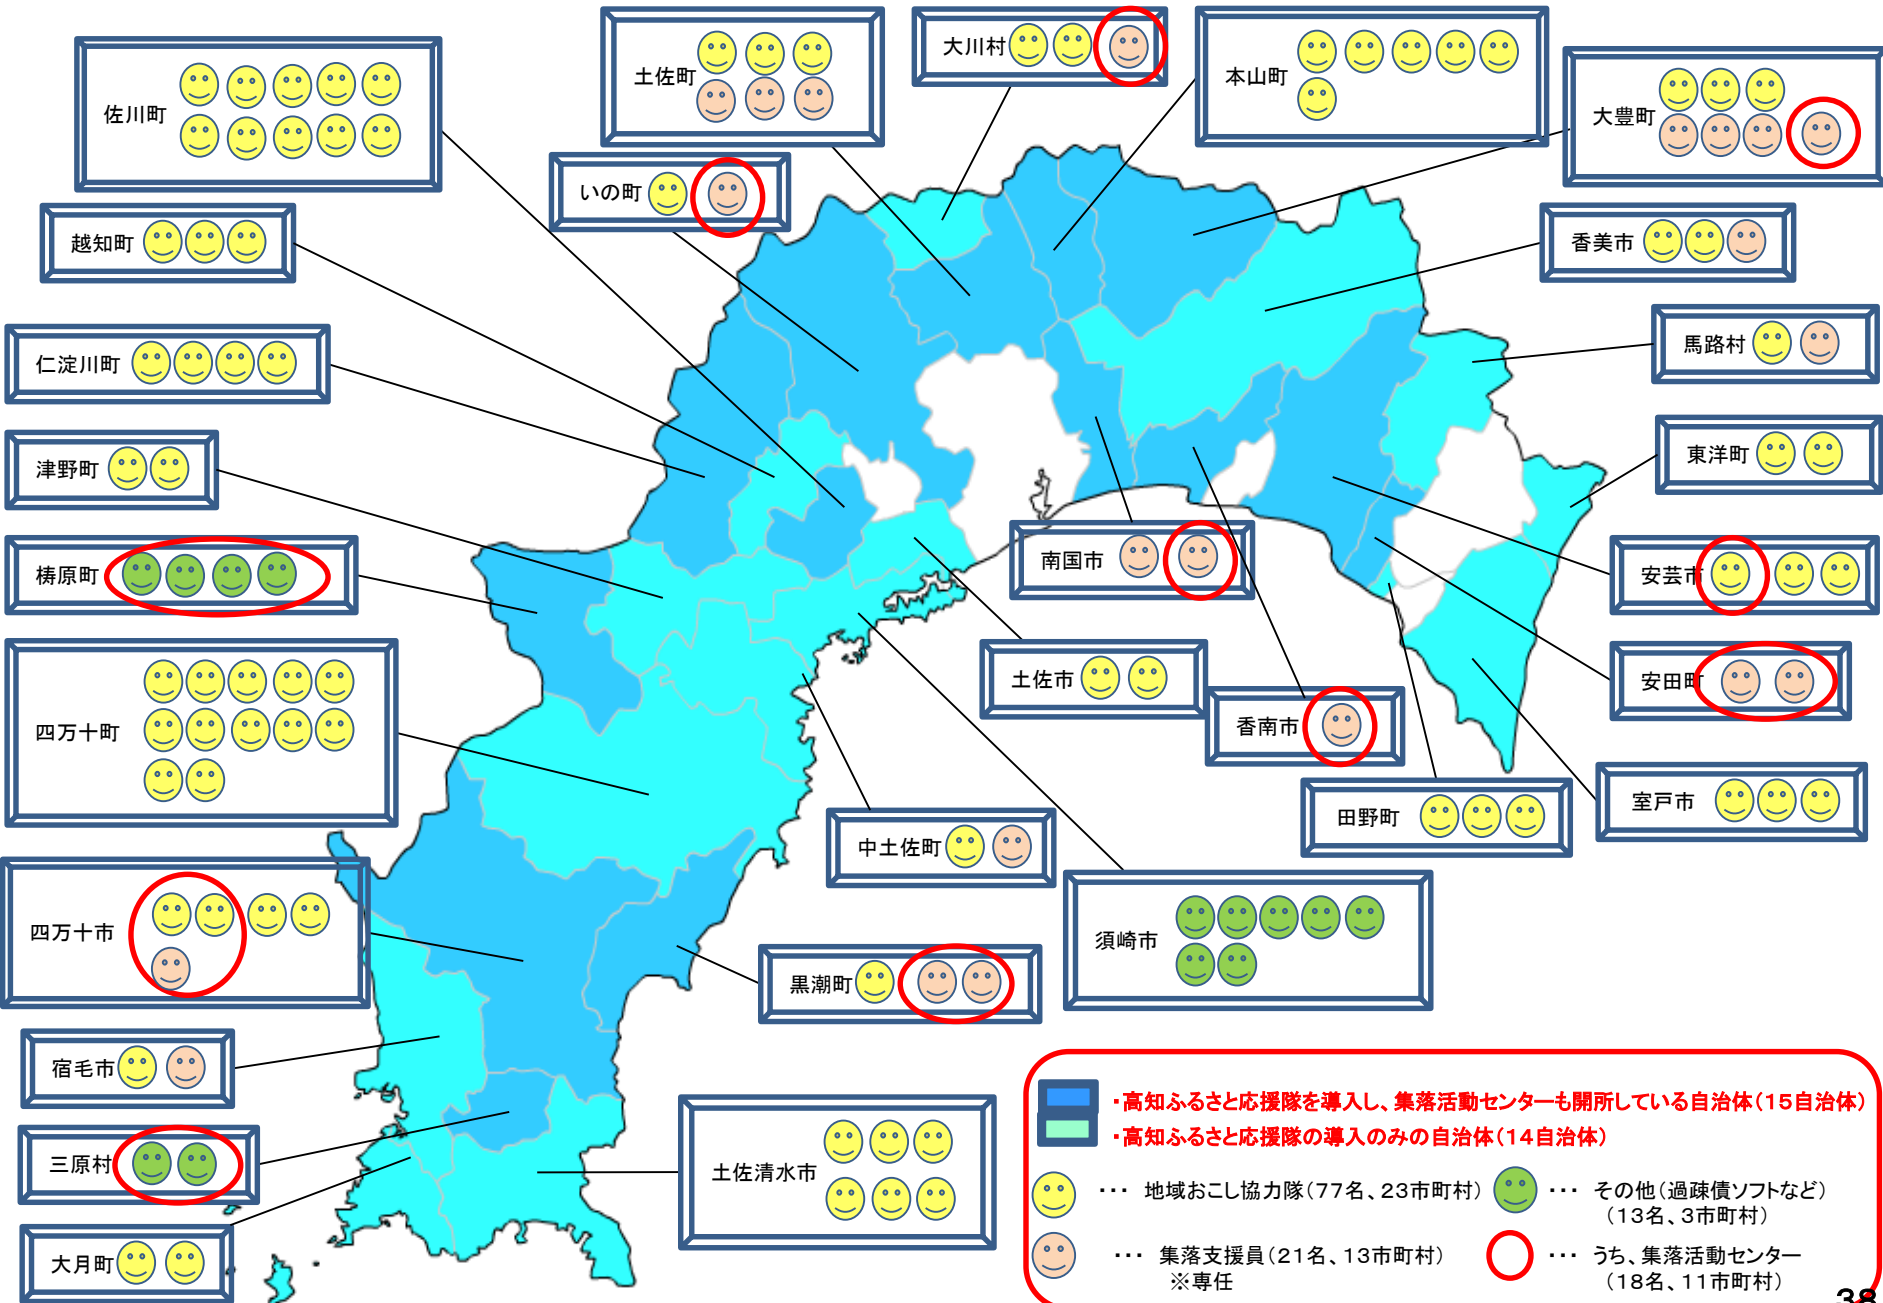 佐川町
土佐町
大川村
本山町
大豊町
いの町
越知町
香美市
仁淀川町
馬路村
津野町
東洋町
梼原町
南国市
安芸市
四万十町
土佐市
安田町
香南市
田野町
室戸市
中土佐町
四万十市
須崎市
黒潮町
宿毛市
三原村
土佐清水市
大月町
・高知ふるさと応援隊を導入し、集落活動センターも開所している自治体(15自治体)
・高知ふるさと応援隊の導入のみの自治体(14自治体)
・・・ 地域おこし協力隊(77名、23市町村)
・・・ その他(過疎債ソフトなど)
(13名、3市町村)
・・・ 集落支援員(21名、13市町村)
※専任
・・・ うち、集落活動センター
(18名、11市町村)
38